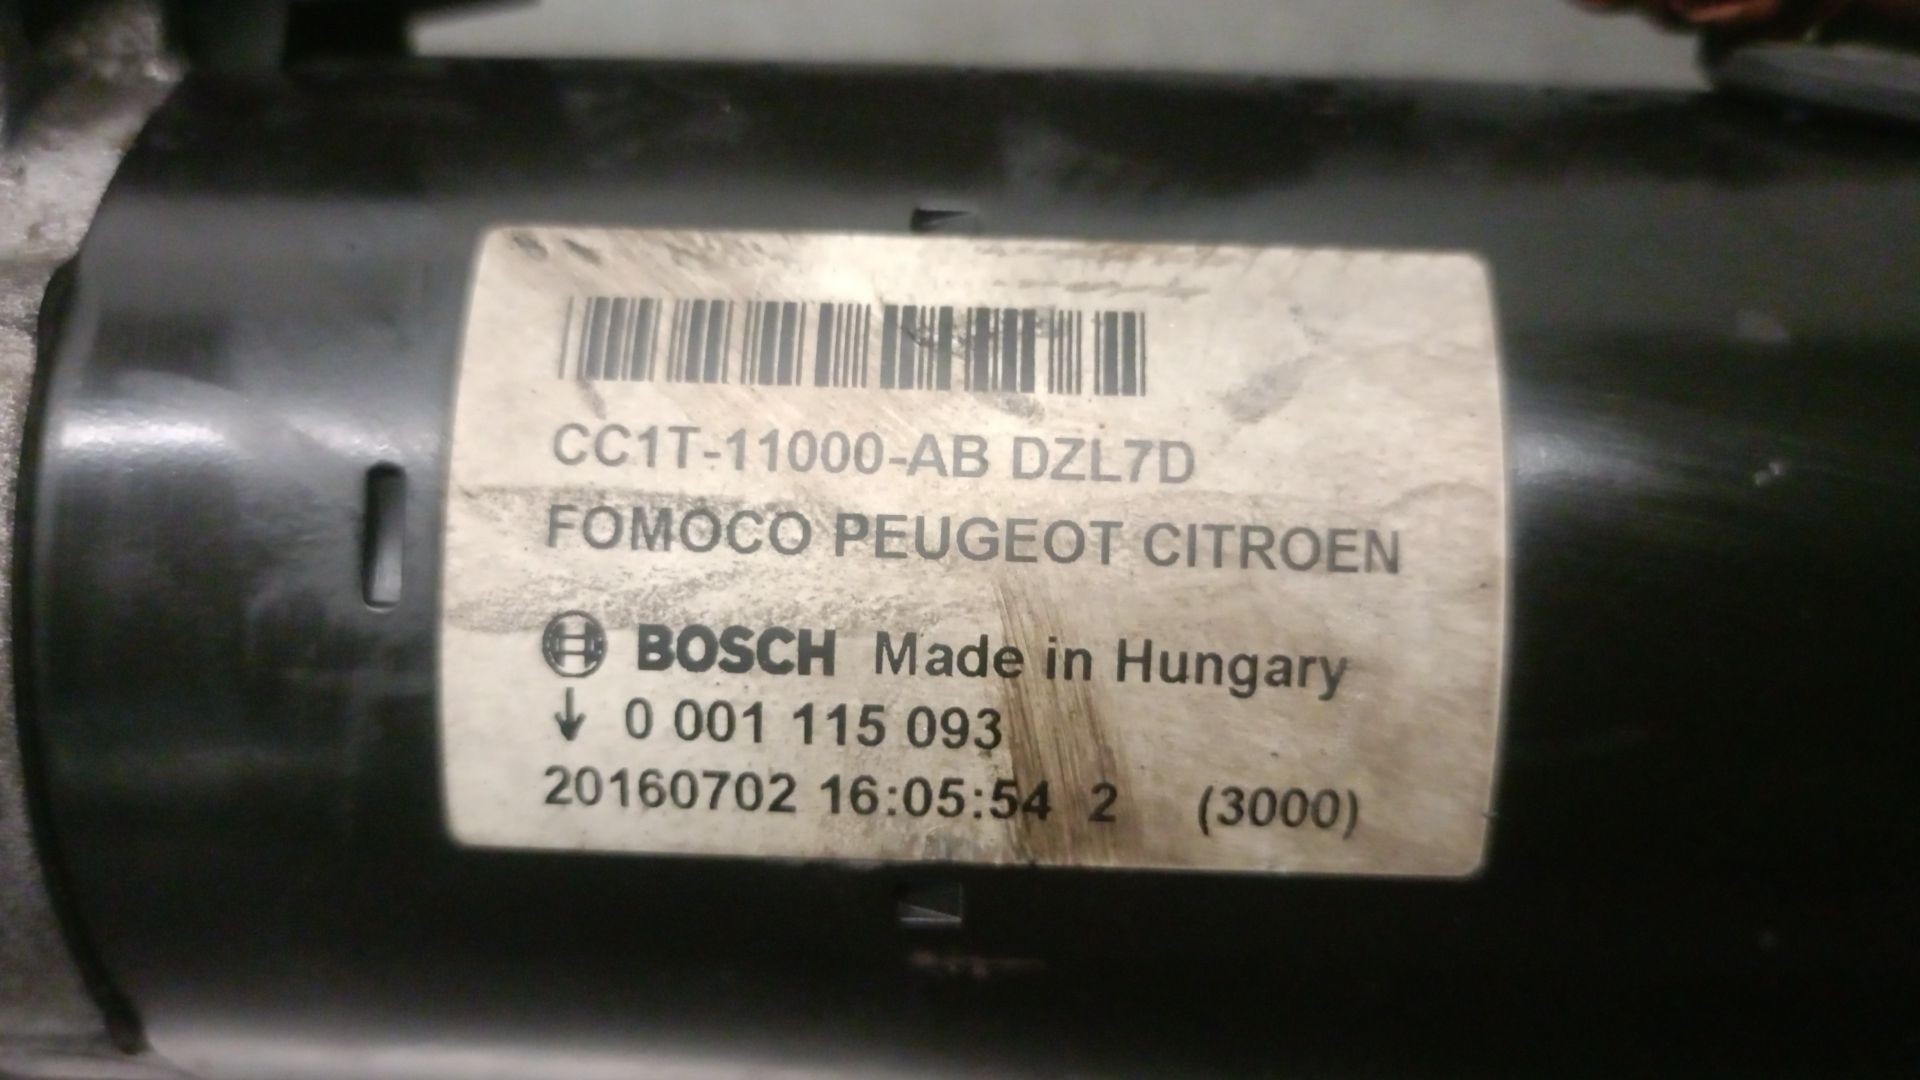 CC1T-11000-AB DZL7D
FOMOCO PEUGEOT CITROEN
BOSCH Made in Hungary
↓ 0 001 115 093
20160702 16:05:54 2 (3000)